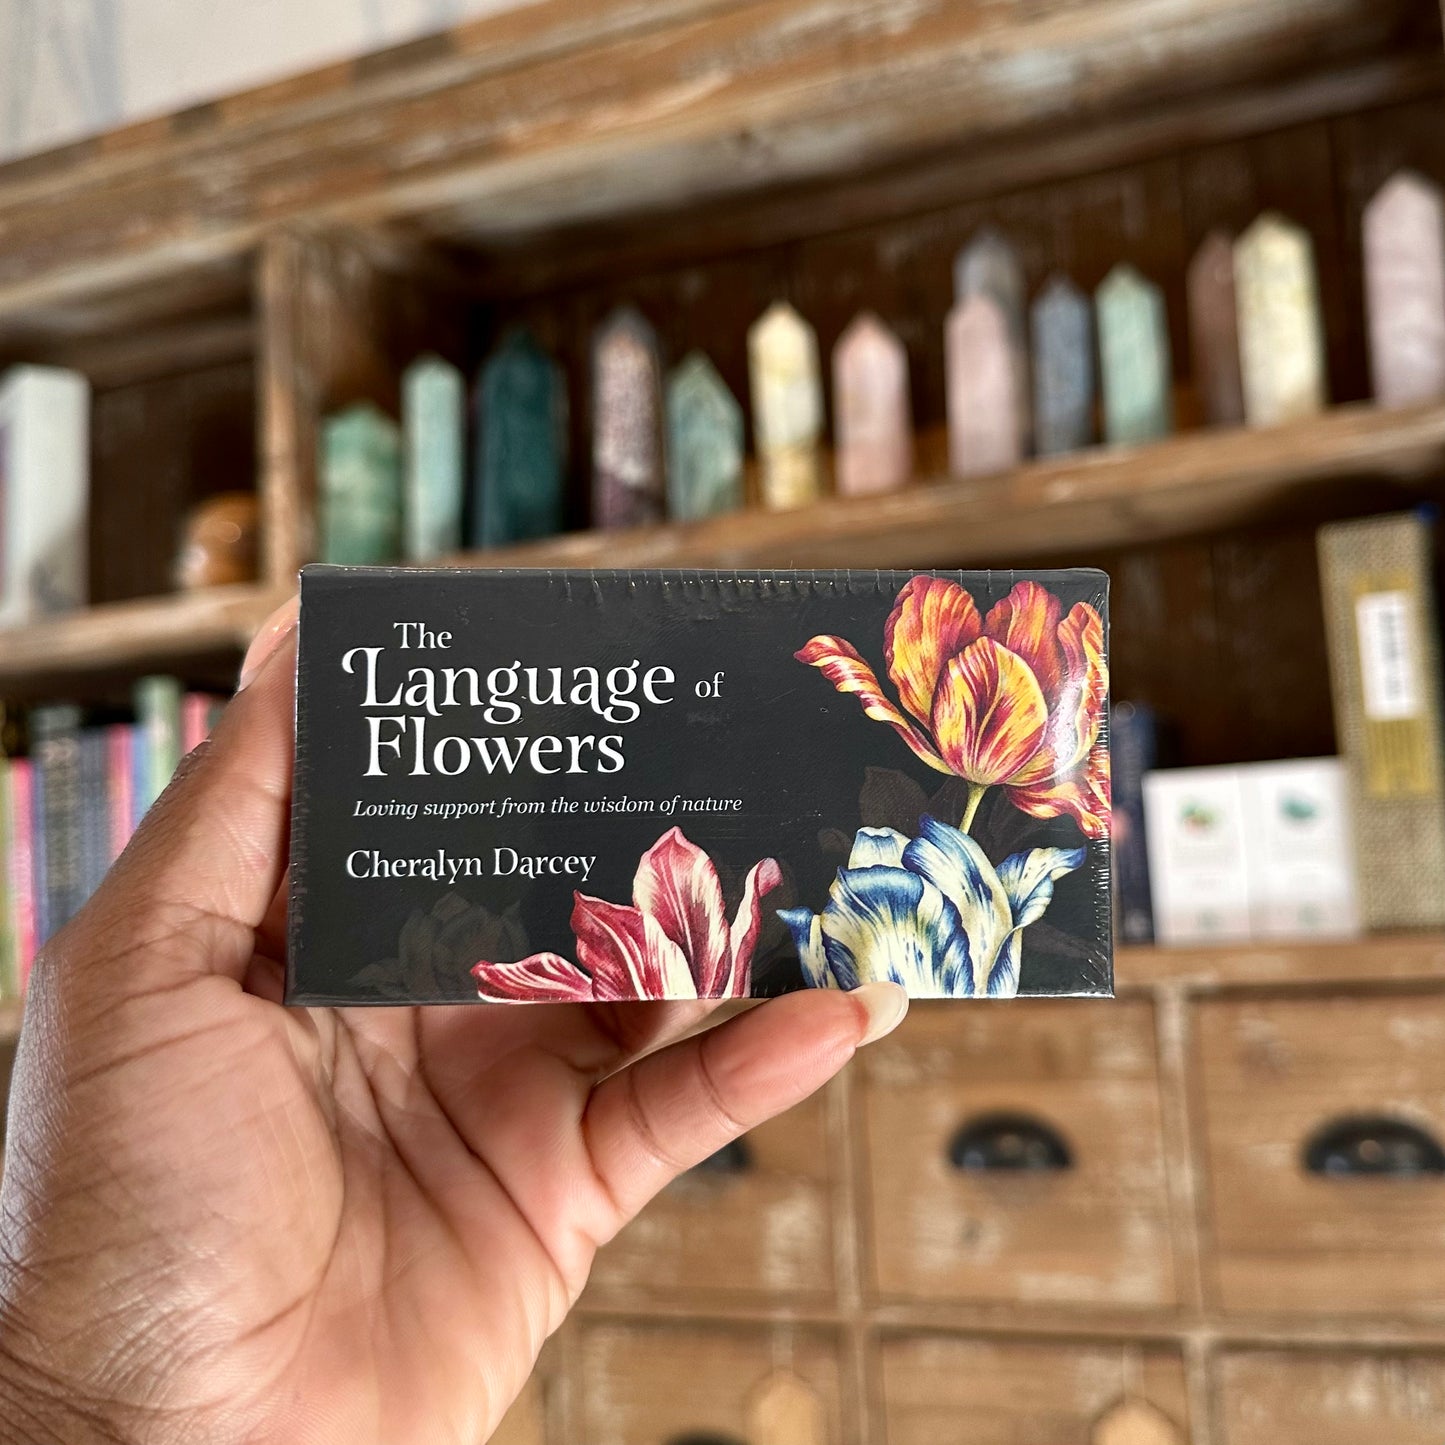 The
Language of
Flowers
Loving support from the wisdom of nature
Cheralyn Darcey